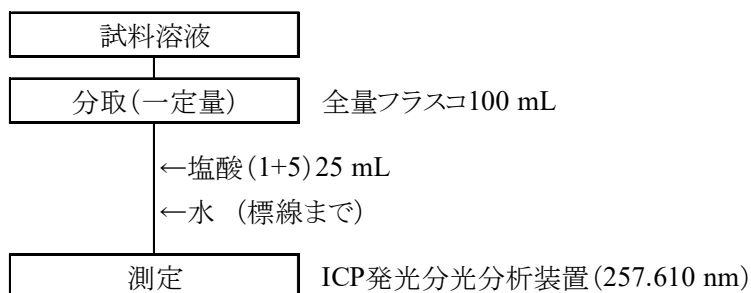 試料溶液
分取(一定量) 全量フラスコ100 mL
←塩酸(1+5)25 mL
←水 (標線まで)
測定 ICP発光分光分析装置(257.610 nm)